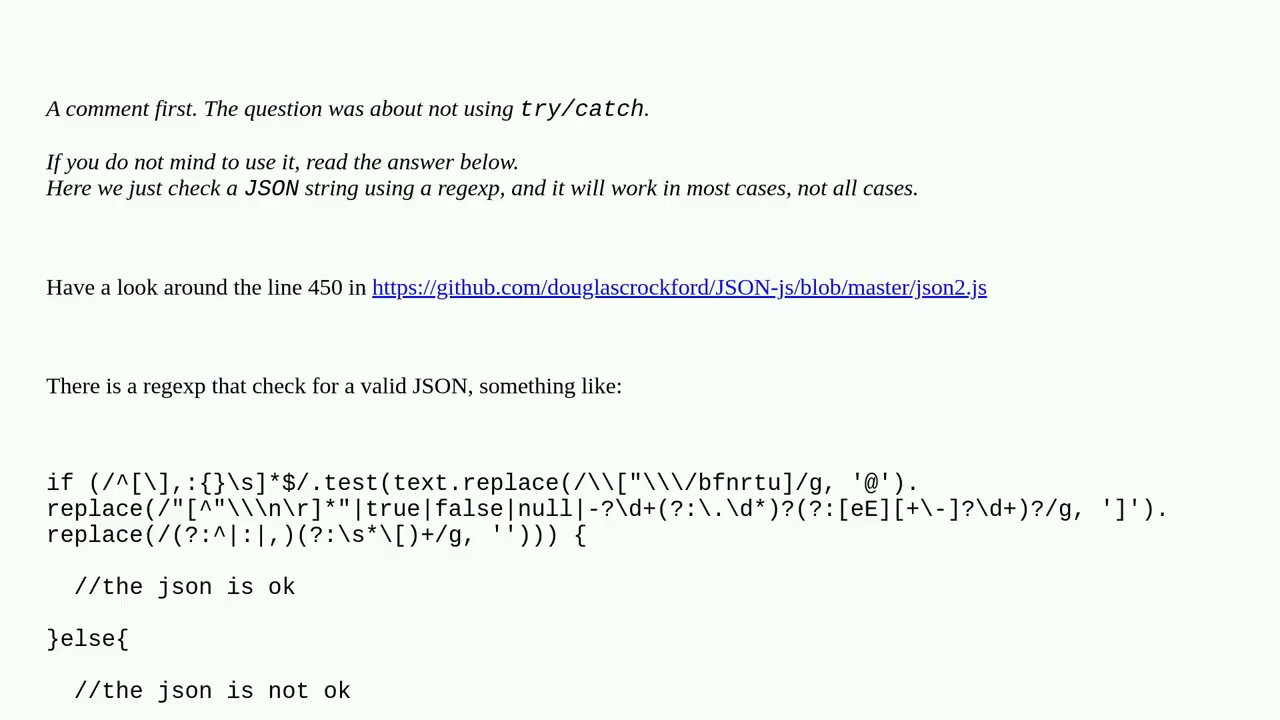 A comment first. The question was about not using try/catch.
If you do not mind to use it, read the answer below.
Here we just check a JSON string using a regexp, and it will work in most cases, not all cases.
Have a look around the line 450 in https://github.com/douglascrockford/JSON-js/blob/master/json2.js
There is a regexp that check for a valid JSON, something like:
if (/^[\],:{}\s]*$/.test(text.replace(/\\["\\\/bfnrtu]/g, '@').
replace(/"[^"\\\n\r]*"|true|false|null|-?\d+(?:\.\d*)?(?:[eE][+\-]?\d+)?/g, ']').
replace(/(?:^|:|,)(?:\s*\[)+/g, ''))) {
  //the json is ok
}else{
  //the json is not ok